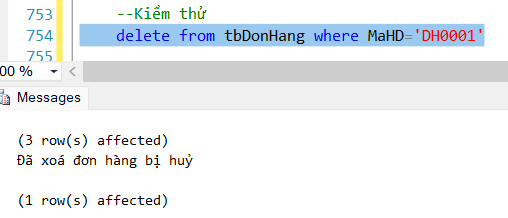 753
--Kiểm thử
754
delete from tbDonHang where MaHD='DH0001'
755
00 %
Messages
(3 row(s) affected)
Đã xoá đơn hàng bị huỷ
(1 row(s) affected)